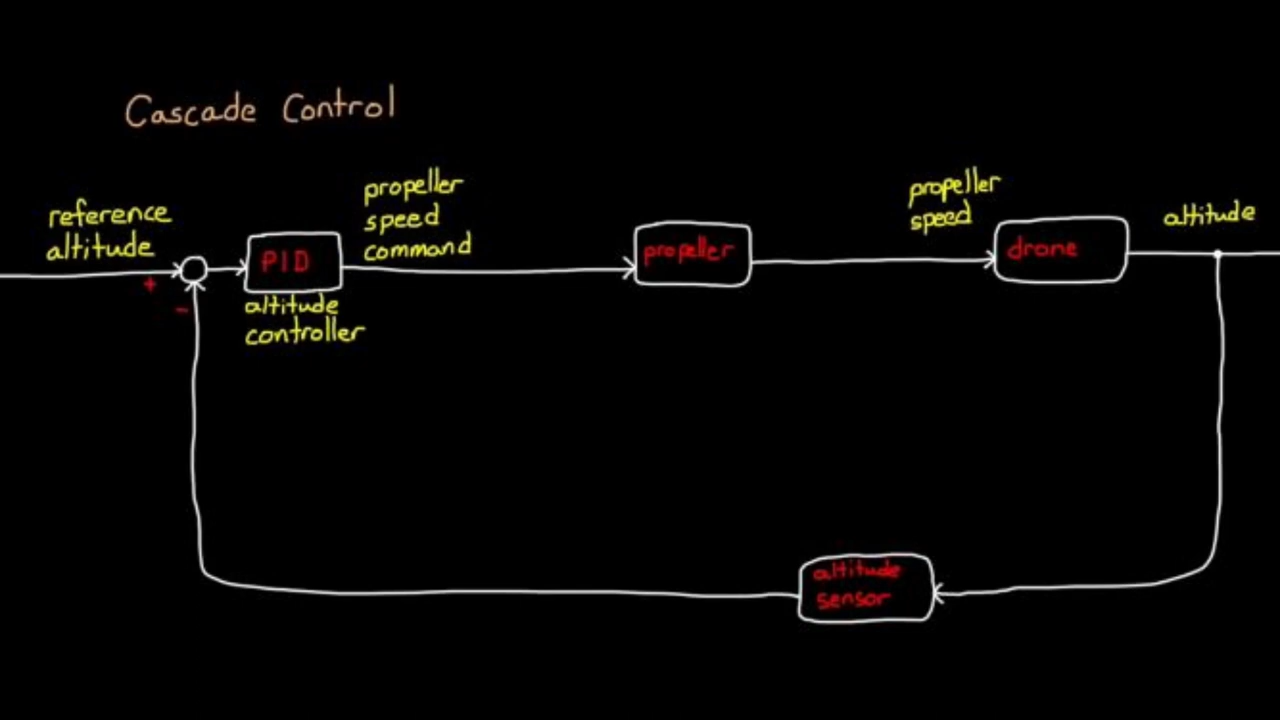 Cascade Control
reference
altitude
+
-
PID
altitude
controller
propeller
speed
command
propeller
propeller
speed
drone
altitude
altitude
sensor